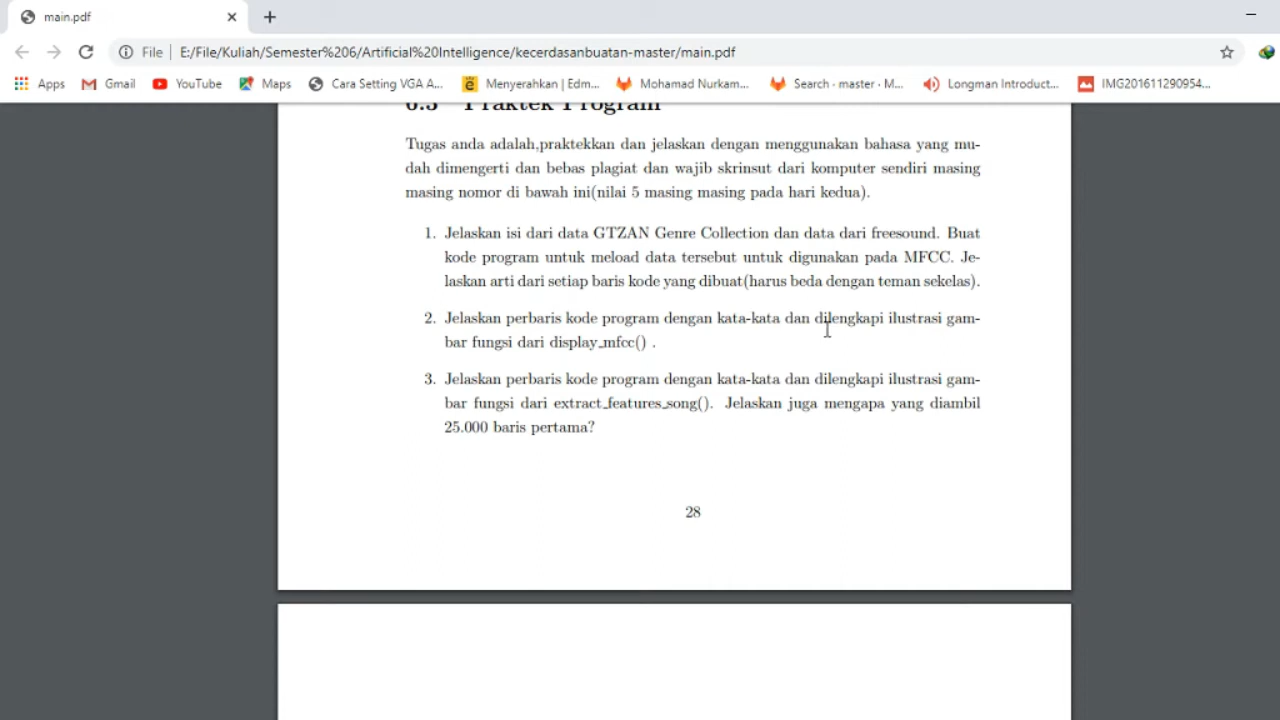 main.pdf
File | E:/File/Kuliah/Semester%206/Artificial%20Intelligence/kecerdasanbuatan-master/main.pdf
Apps Gmail YouTube Maps Cara Setting VGA A... Menyerahkan | Edm... Mohamad Nurkam... Search · master · M... Longman Introduct... IMG201611290954...
Praktek Program
Tugas anda adalah,praktekkan dan jelaskan dengan menggunakan bahasa yang mu-
dah dimengerti dan bebas plagiat dan wajib skrinsut dari komputer sendiri masing
masing nomor di bawah ini(nilai 5 masing masing pada hari kedua).
1. Jelaskan isi dari data GTZAN Genre Collection dan data dari freesound. Buat
kode program untuk meload data tersebut untuk digunakan pada MFCC. Je-
laskan arti dari setiap baris kode yang dibuat(harus beda dengan teman sekelas).
2. Jelaskan perbaris kode program dengan kata-kata dan dilengkapi ilustrasi gam-
bar fungsi dari display_mfcc() .
3. Jelaskan perbaris kode program dengan kata-kata dan dilengkapi ilustrasi gam-
bar fungsi dari extract_features_song(). Jelaskan juga mengapa yang diambil
25.000 baris pertama?
28